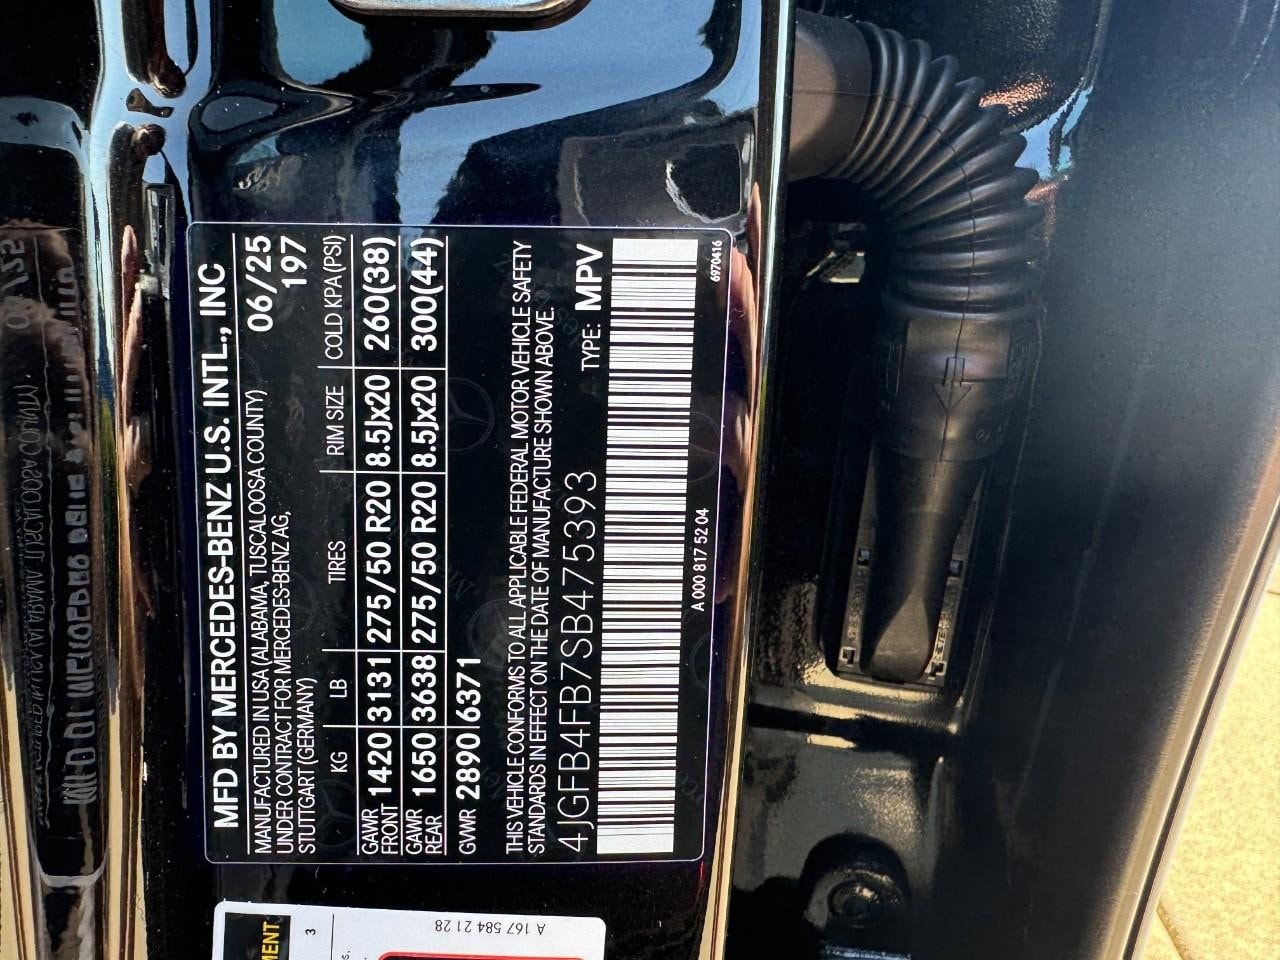 MFD BY MERCEDES-BENZ U.S. INTL., INC
MANUFACTURED IN USA (ALABAMA, TUSCALOOSA COUNTY) 06/25
UNDER CONTRACT FOR MERCEDES-BENZ AG, 197
STUTTGART (GERMANY)
KG LB TIRES RIM SIZE COLD KPA (PSI)
GAWR FRONT 1420 3131 275/50 R20 8.5Jx20 260(38)
GAWR REAR 1650 3638 275/50 R20 8.5Jx20 300(44)
GVWR 2890 6371
THIS VEHICLE CONFORMS TO ALL APPLICABLE FEDERAL MOTOR VEHICLE SAFETY
STANDARDS IN EFFECT ON THE DATE OF MANUFACTURE SHOWN ABOVE.
4JGFB4FB7SB475393 TYPE: MPV
A 000 817 52 04 6970416
MENT
3
s.
A 167 584 21 28